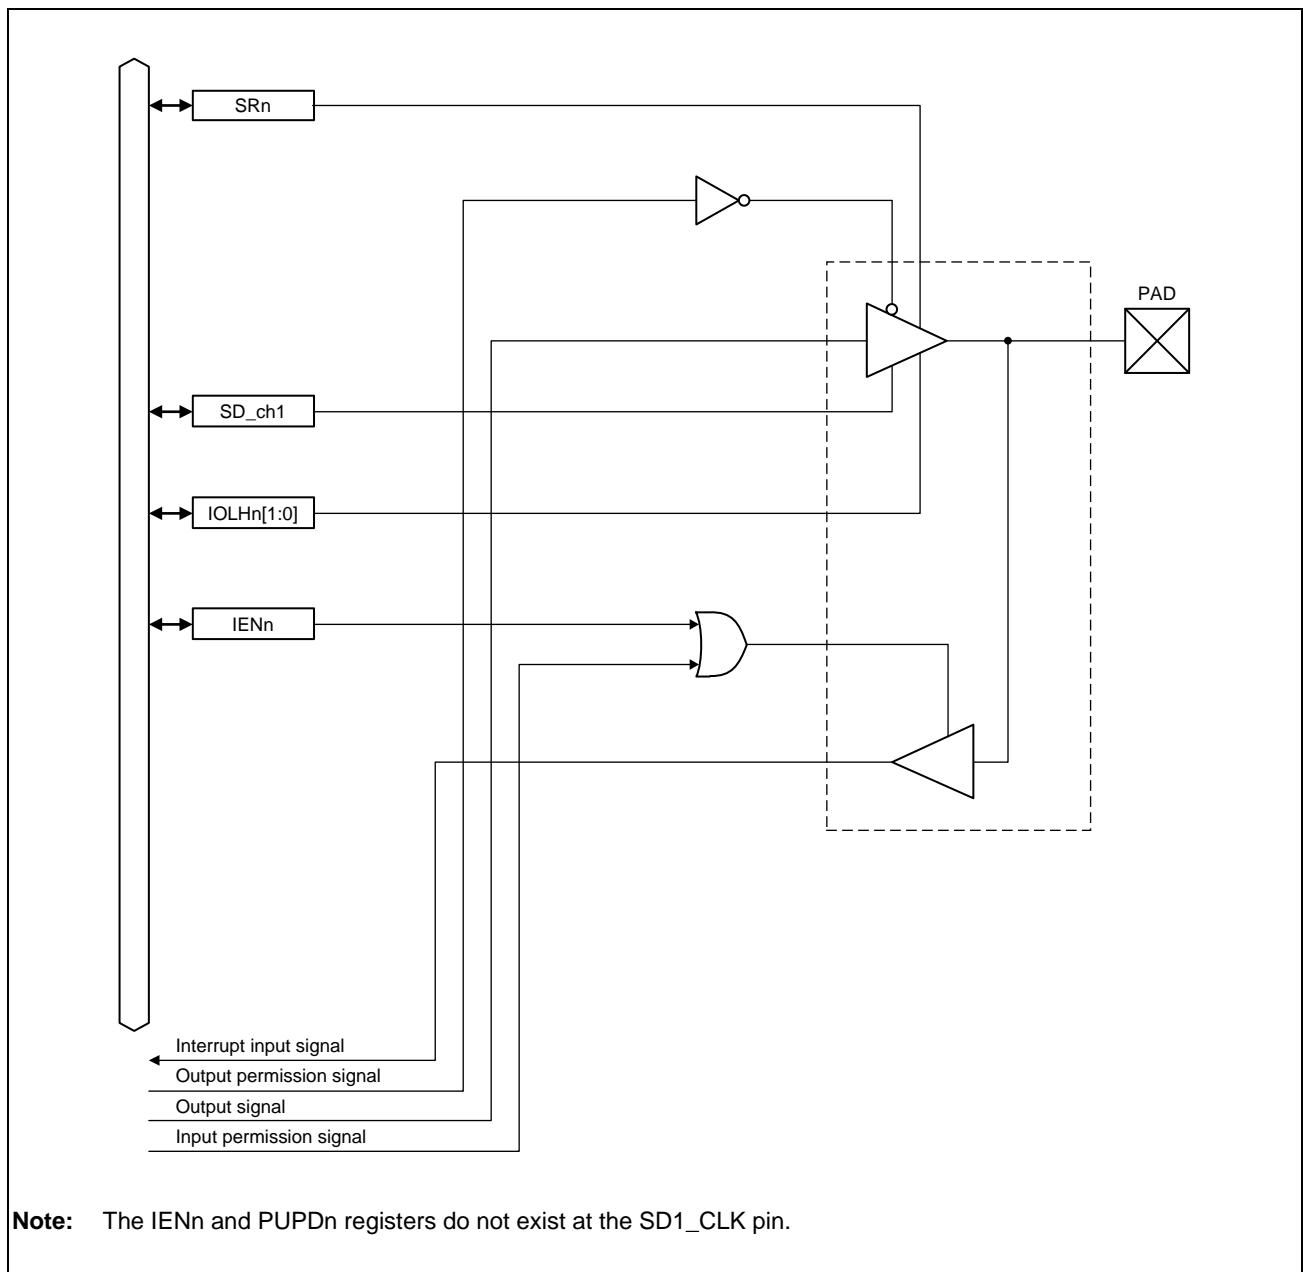 SRn
PAD
SD_ch1
IOLHn[1:0]
IENn
Interrupt input signal
Output permission signal
Output signal
Input permission signal
Note: The IENn and PUPDn registers do not exist at the SD1_CLK pin.